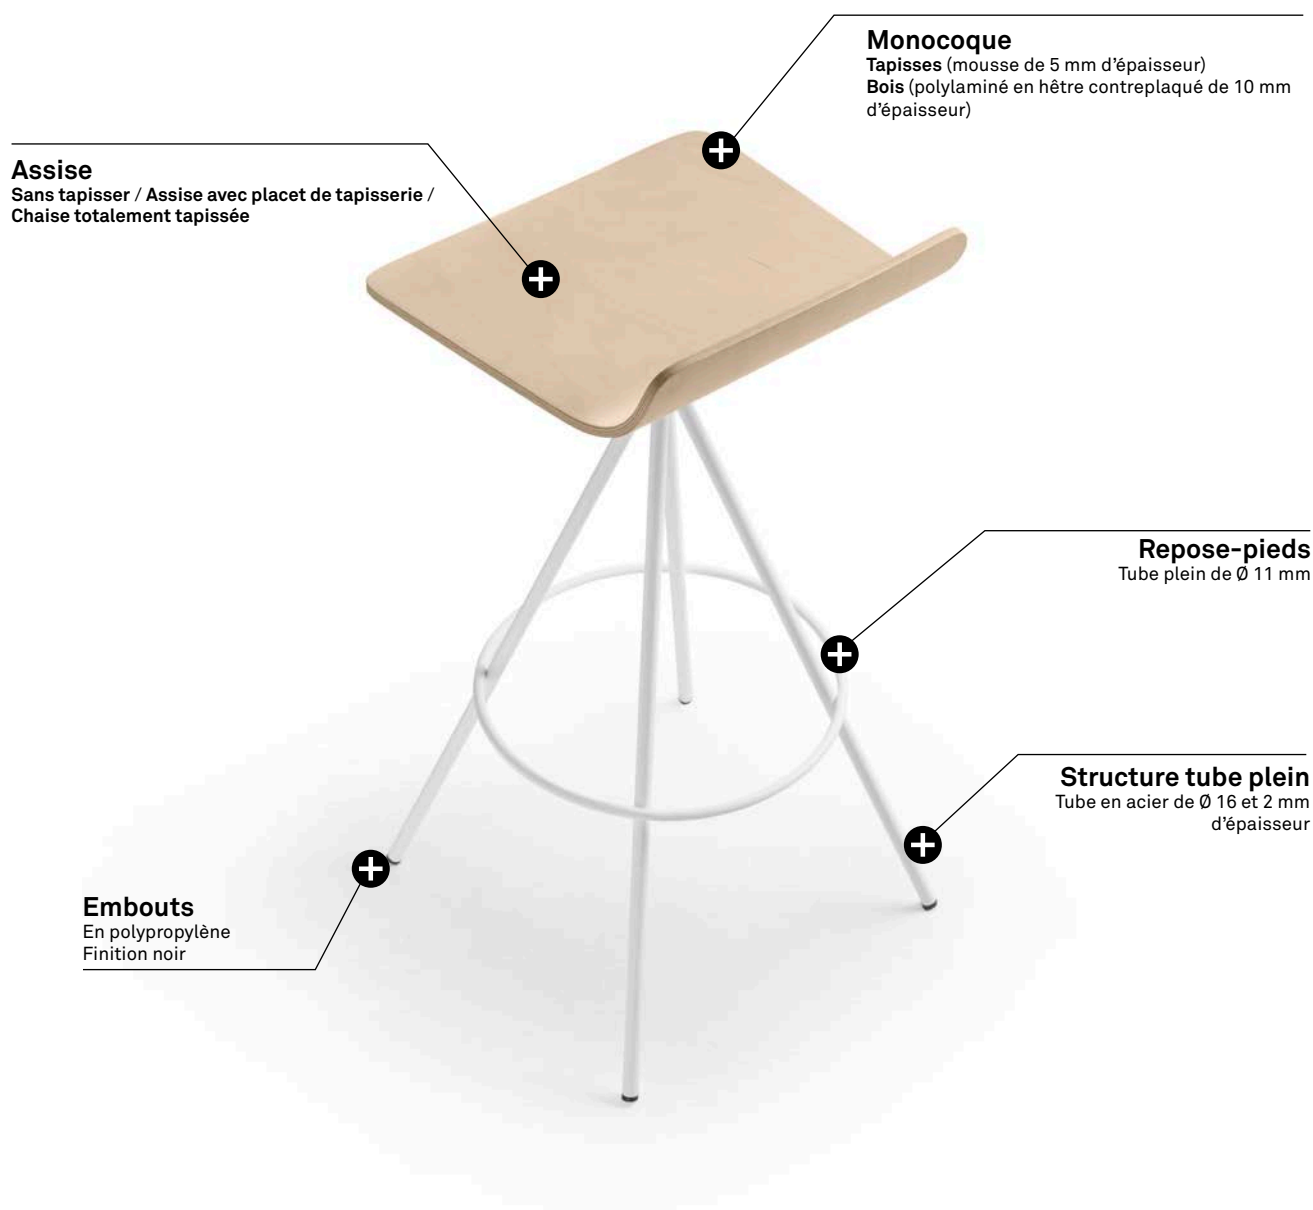 Monocoque
Tapisses (mousse de 5 mm d'épaisseur)
Bois (polylaminé en hêtre contreplaqué de 10 mm
d'épaisseur)
Assise
Sans tapisser / Assise avec placet de tapisserie /
Chaise totalement tapissée
Repose-pieds
Tube plein de Ø 11 mm
Structure tube plein
Tube en acier de Ø 16 et 2 mm
d'épaisseur
Embouts
En polypropylène
Finition noir